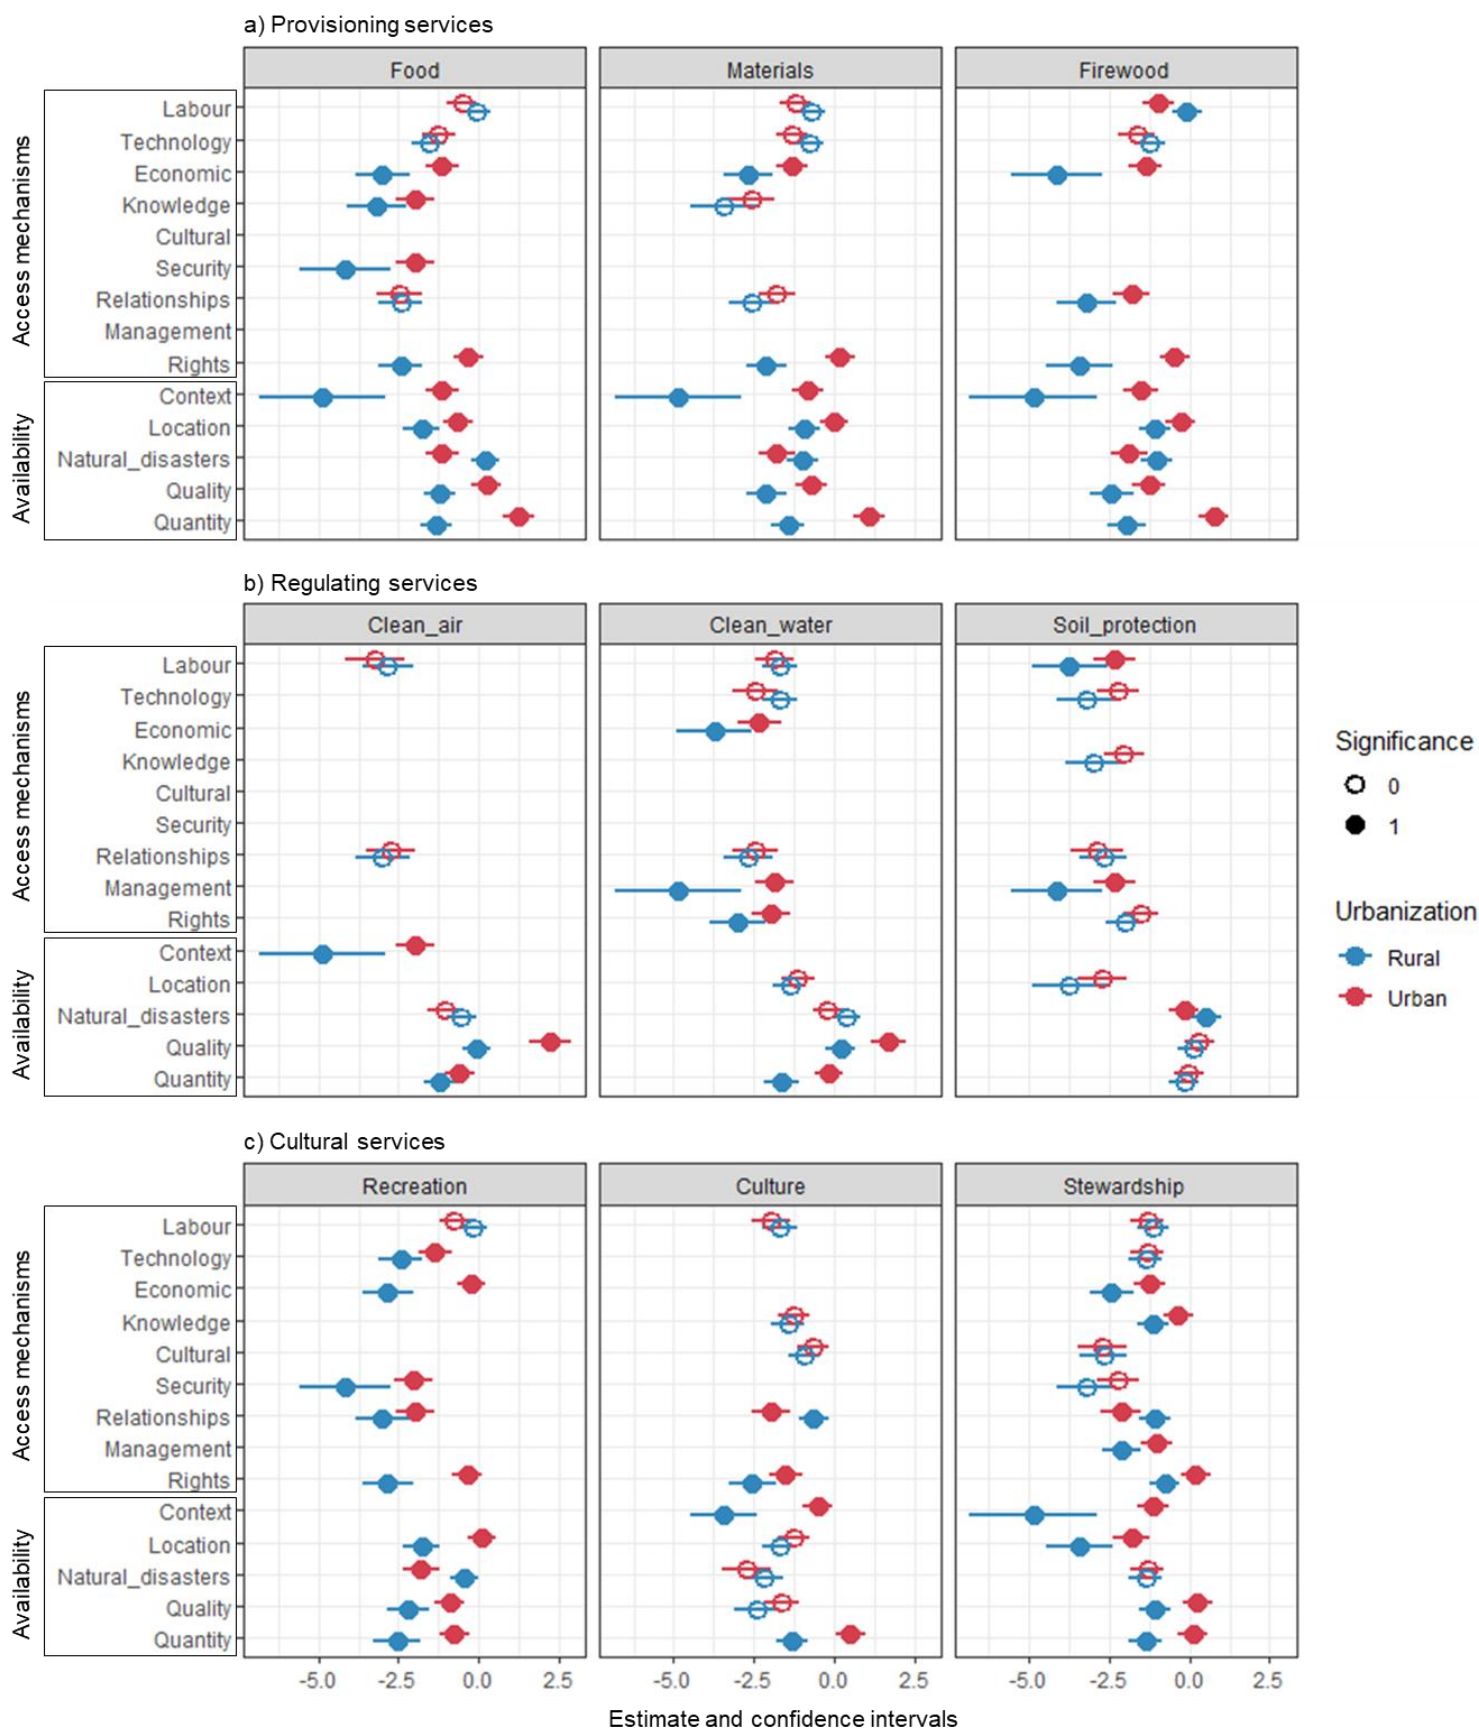 a) Provisioning services
Food Materials Firewood
Access mechanisms
Labour
Technology
Economic
Knowledge
Cultural
Security
Relationships
Management
Rights
Availability
Context
Location
Natural_disasters
Quality
Quantity
b) Regulating services
Clean_air Clean_water Soil_protection
Access mechanisms
Labour
Technology
Economic
Knowledge
Cultural
Security
Relationships
Management
Rights
Availability
Context
Location
Natural_disasters
Quality
Quantity
Significance
0
1
Urbanization
Rural
Urban
c) Cultural services
Recreation Culture Stewardship
Access mechanisms
Labour
Technology
Economic
Knowledge
Cultural
Security
Relationships
Management
Rights
Availability
Context
Location
Natural_disasters
Quality
Quantity
-5.0 -2.5 0.0 2.5 -5.0 -2.5 0.0 2.5 -5.0 -2.5 0.0 2.5
Estimate and confidence intervals